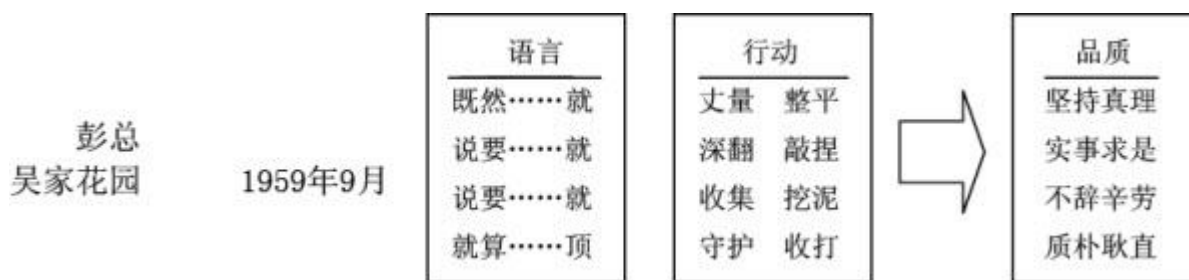 彭总
吴家花园
1959年9月
语言
既然……就
说要……就
说要……就
就算……顶
行动
丈量 整平
深翻 敲捏
收集 挖泥
守护 收打
品质
坚持真理
实事求是
不辞辛劳
质朴耿直